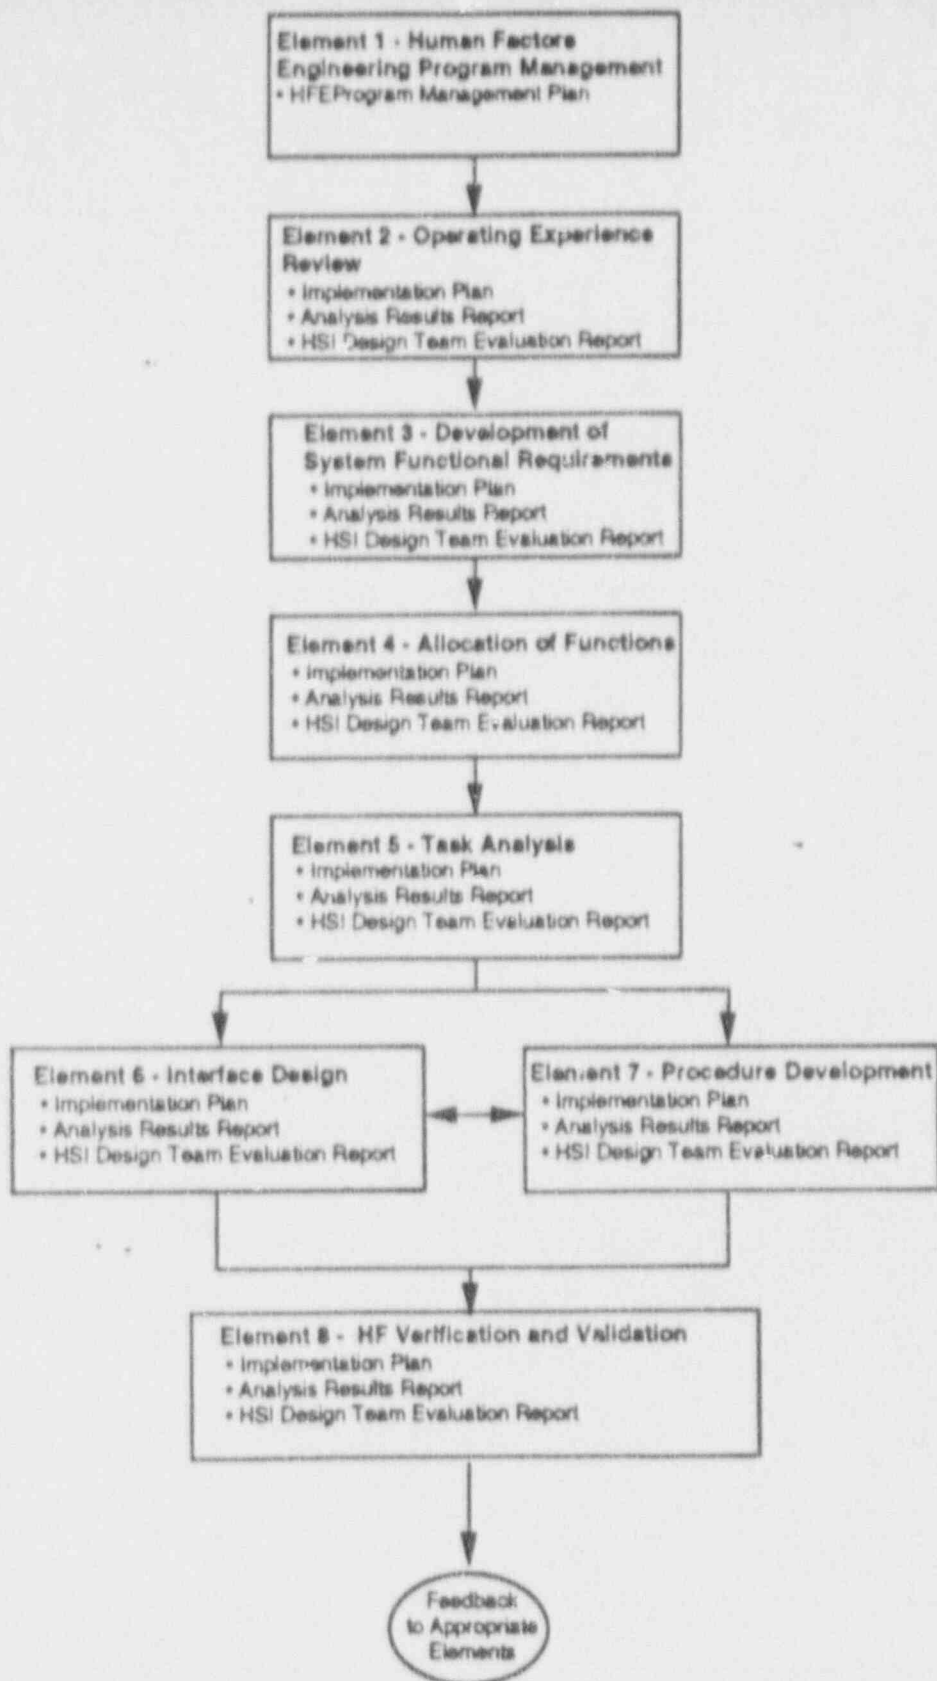 Element 1 - Human Factors
Engineering Program Management
• HFEProgram Management Plan
Element 2 - Operating Experience
Review
• Implementation Plan
• Analysis Results Report
• HSI Design Team Evaluation Report
Element 3 - Development of
System Functional Requirements
• Implementation Plan
• Analysis Results Report
• HSI Design Team Evaluation Report
Element 4 - Allocation of Functions
• Implementation Plan
• Analysis Results Report
• HSI Design Team Evaluation Report
Element 5 - Task Analysis
• Implementation Plan
• Analysis Results Report
• HSI Design Team Evaluation Report
Element 6 - Interface Design
• Implementation Plan
• Analysis Results Report
• HSI Design Team Evaluation Report
Element 7 - Procedure Development
• Implementation Plan
• Analysis Results Report
• HSI Design Team Evaluation Report
Element 8 - HF Verification and Validation
• Implementation Plan
• Analysis Results Report
• HSI Design Team Evaluation Report
Feedback
to Appropriate
Elements